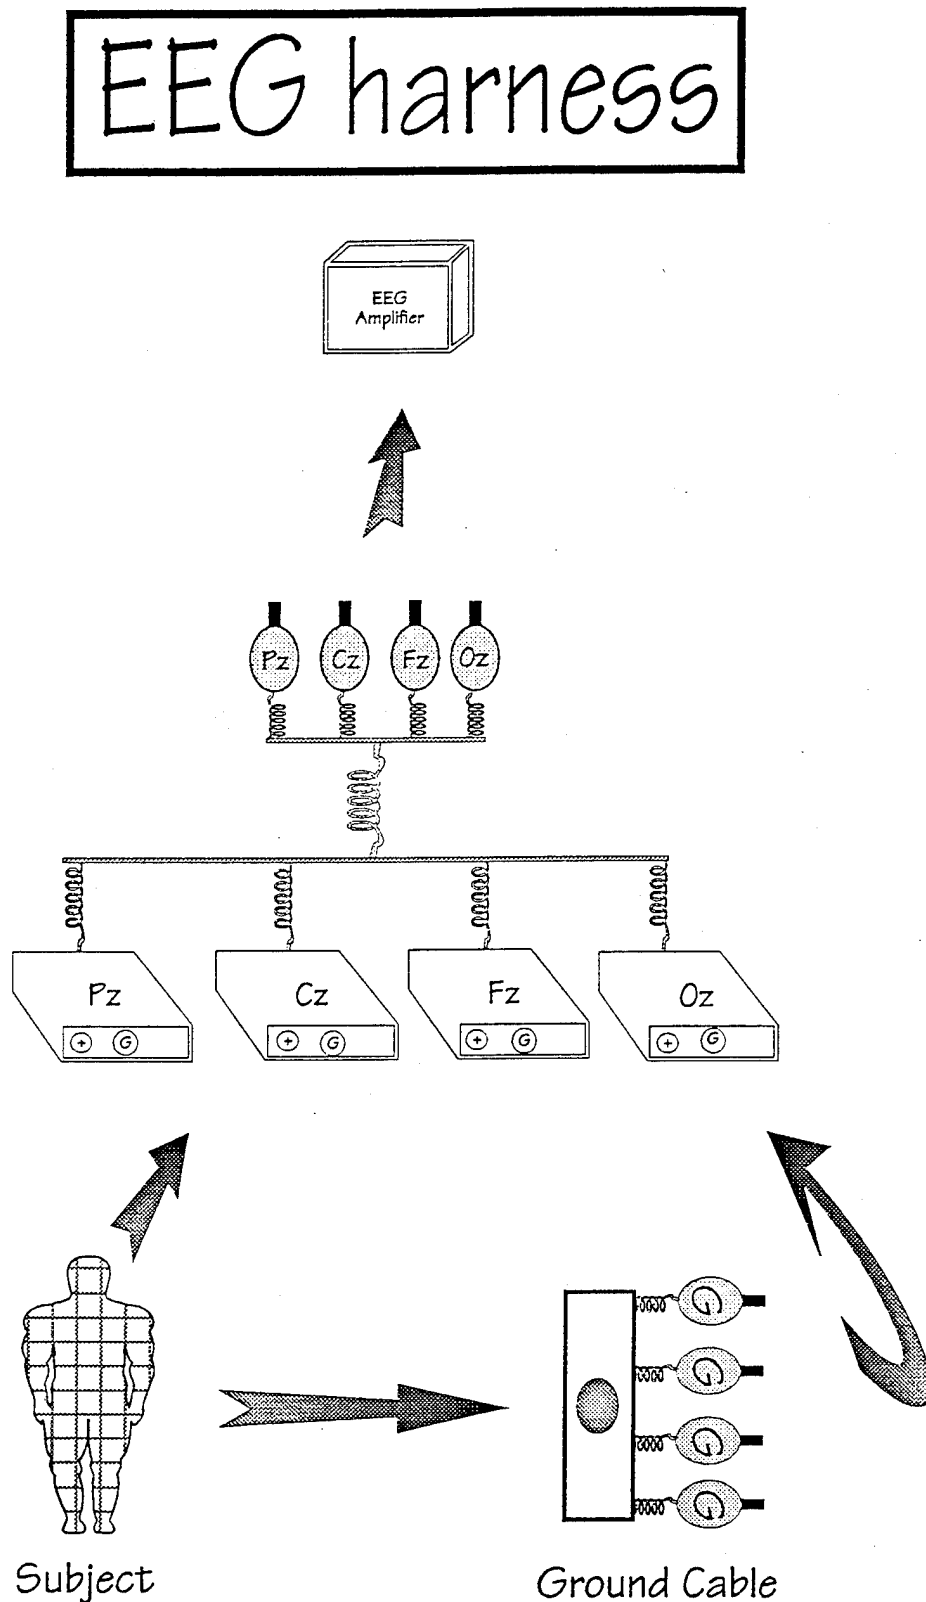 EEG harness
EEG
Amplifier
Pz Cz Fz Oz
Pz Cz Fz Oz
+ G + G + G + G
G
G
G
G
Subject Ground Cable